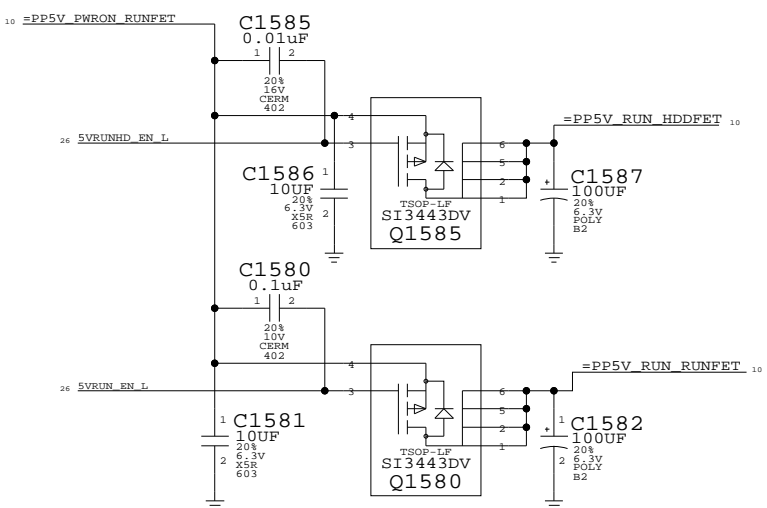 10 =PP5V_PWRON_RUNFET
C1585
0.01uF
1 2
20%
16V
CERM
402
4
=PP5V_RUN_HDDFET 10
26 5VRUNHD_EN_L
3
6
5
2
1
C1586
10UF
20%
6.3V
X5R
603
1
2
TSOP-LF
SI3443DV
Q1585
+
C1587
100UF
20%
6.3V
POLY
B2
C1580
0.1uF
1 2
20%
10V
CERM
402
4
=PP5V_RUN_RUNFET 10
26 5VRUN_EN_L
3
6
5
2
1
1
2
C1581
10UF
20%
6.3V
X5R
603
TSOP-LF
SI3443DV
Q1580
+
1
2
C1582
100UF
20%
6.3V
POLY
B2